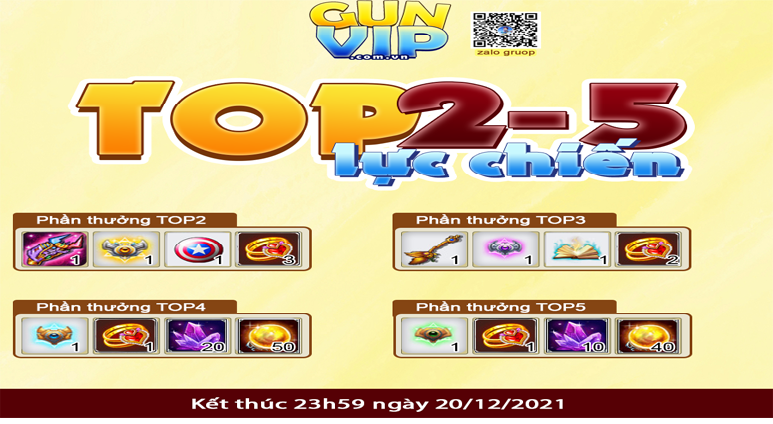 GUN
VIP
.com.vn
zalo gruop
TOP 2-5
lực chiến
Phần thưởng TOP2
1 1 1 3
Phần thưởng TOP3
1 1 1 2
Phần thưởng TOP4
1 1 20 50
Phần thưởng TOP5
1 1 10 40
Kết thúc 23h59 ngày 20/12/2021